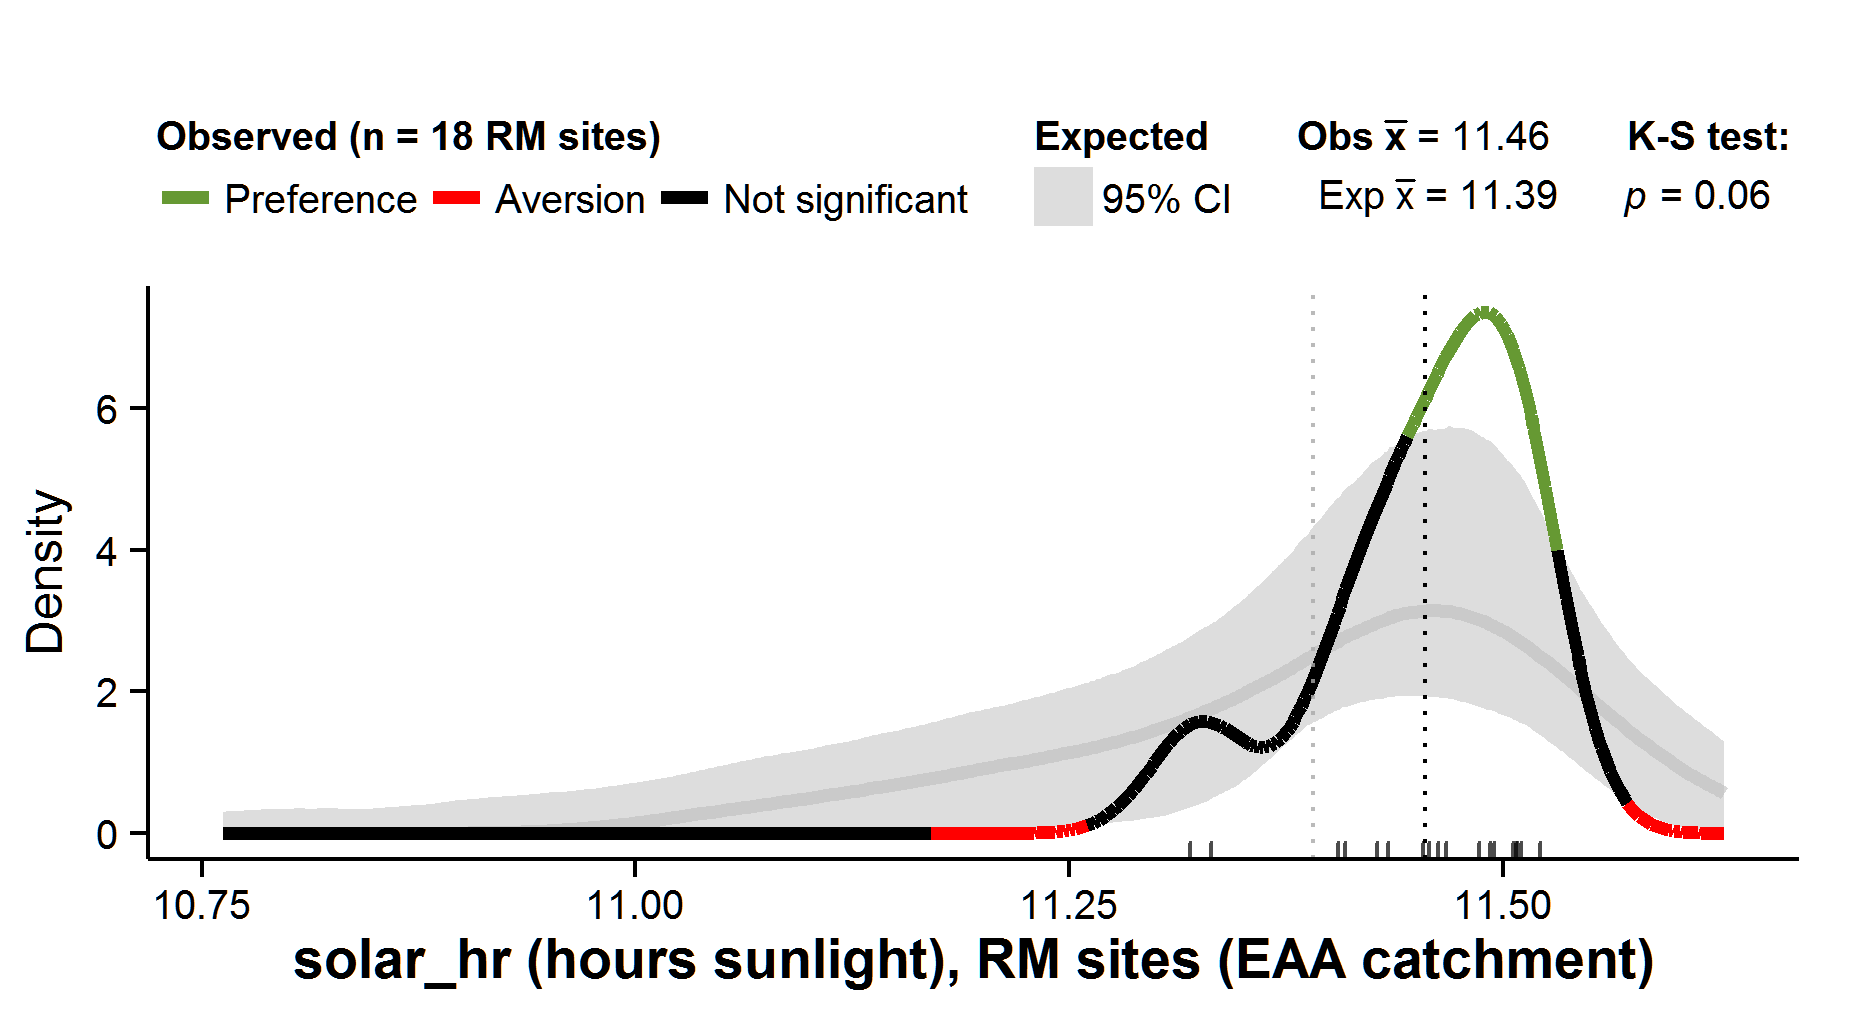 Observed (n = 18 RM sites) Expected Obs x̅ = 11.46 K-S test:
Preference Aversion Not significant 95% CI Exp x̅ = 11.39 p = 0.06
Density
6
4
2
0
10.75 11.00 11.25 11.50
solar_hr (hours sunlight), RM sites (EAA catchment)